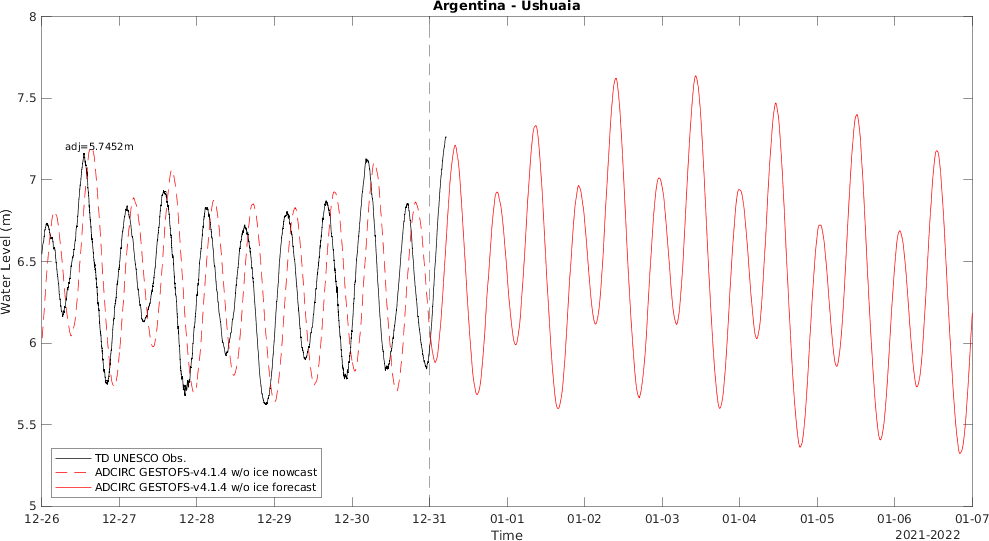 Argentina - Ushuaia
8
7.5
7
6.5
6
5.5
5
Water Level (m)
adj=5.7452m
TD UNESCO Obs.
ADCIRC GESTOFS-v4.1.4 w/o ice nowcast
ADCIRC GESTOFS-v4.1.4 w/o ice forecast
12-26 12-27 12-28 12-29 12-30 12-31 01-01 01-02 01-03 01-04 01-05 01-06 01-07
Time
2021-2022